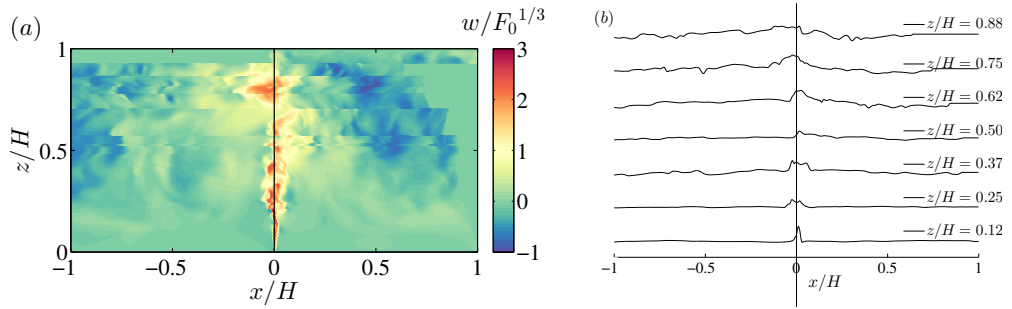 (a)
w/F₀^{1/3}
1
0.5
0
z/H
−1
−0.5
0
0.5
1
x/H
3
2
1
0
−1
(b)
z/H = 0.88
0.75
0.62
z/H = 0.50
z/H = 0.37
z/H = 0.25
z/H = 0.12
−1
−0.5
0
0.5
1
x/H